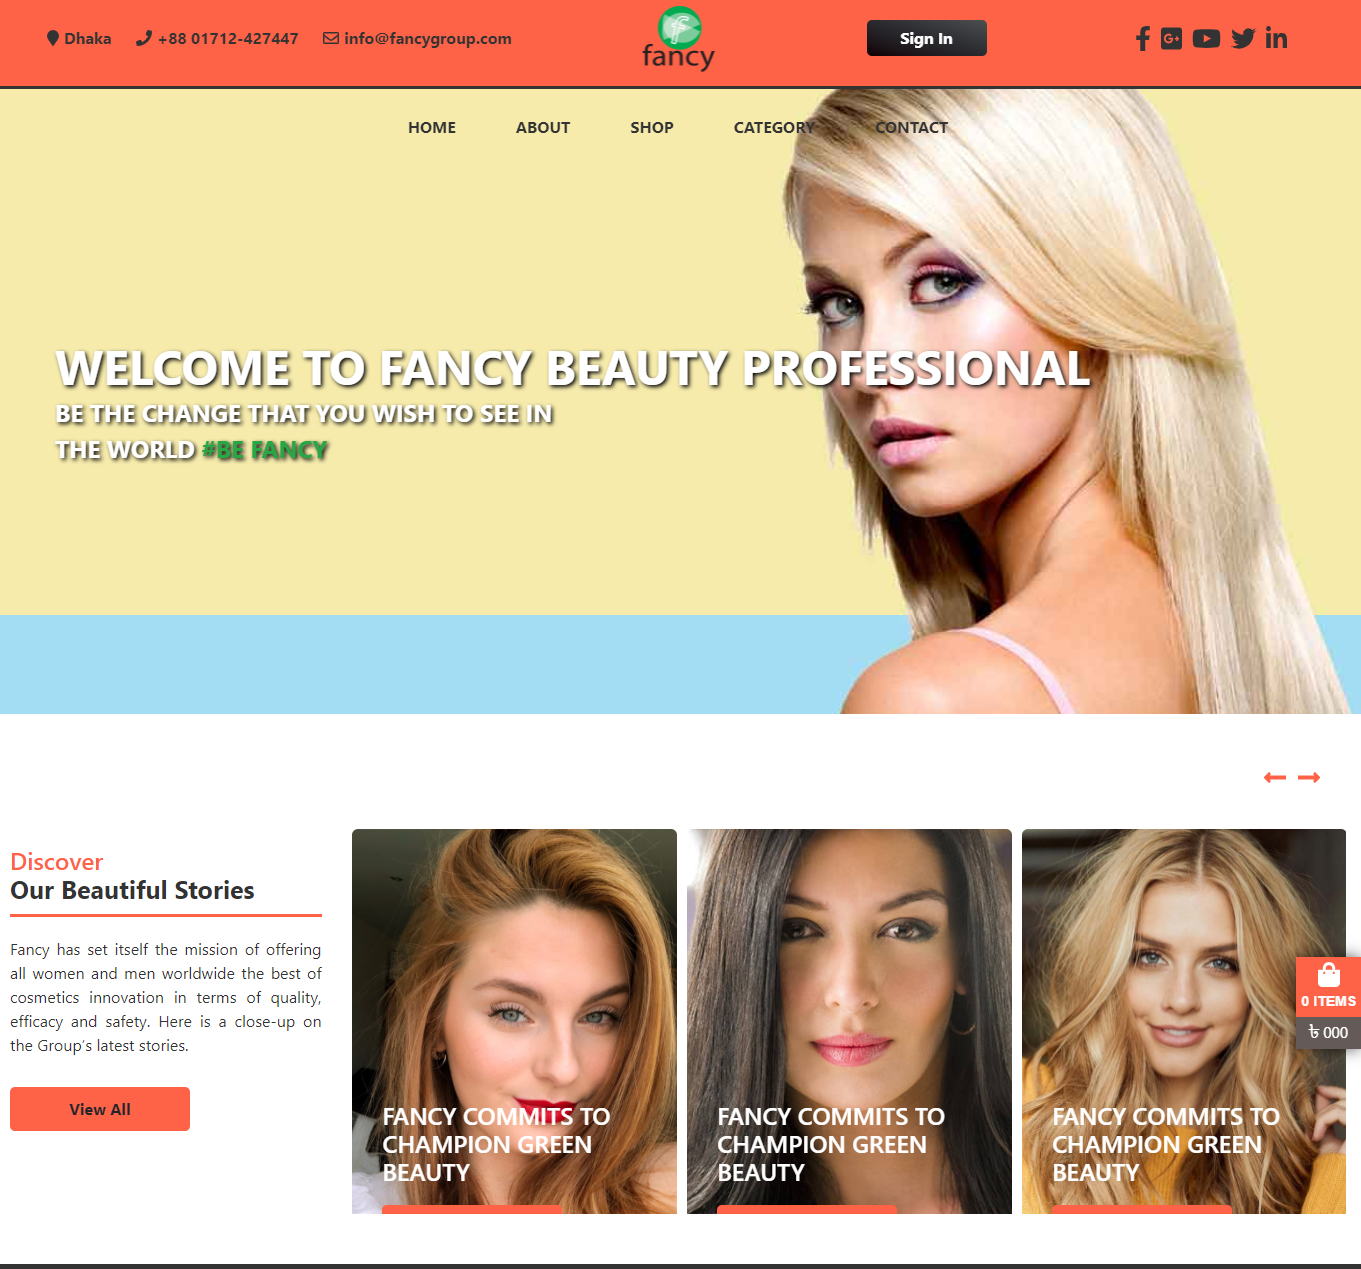 Dhaka +88 01712-427447 info@fancygroup.com
fancy
Sign In
G+
in
HOME ABOUT SHOP CATEGORY CONTACT
WELCOME TO FANCY BEAUTY PROFESSIONAL
BE THE CHANGE THAT YOU WISH TO SEE IN
THE WORLD #BE FANCY
Discover
Our Beautiful Stories
Fancy has set itself the mission of offering
all women and men worldwide the best of
cosmetics innovation in terms of quality,
efficacy and safety. Here is a close-up on
the Group's latest stories.
View All
FANCY COMMITS TO
CHAMPION GREEN
BEAUTY
FANCY COMMITS TO
CHAMPION GREEN
BEAUTY
FANCY COMMITS TO
CHAMPION GREEN
BEAUTY
0 ITEMS
৳ 000